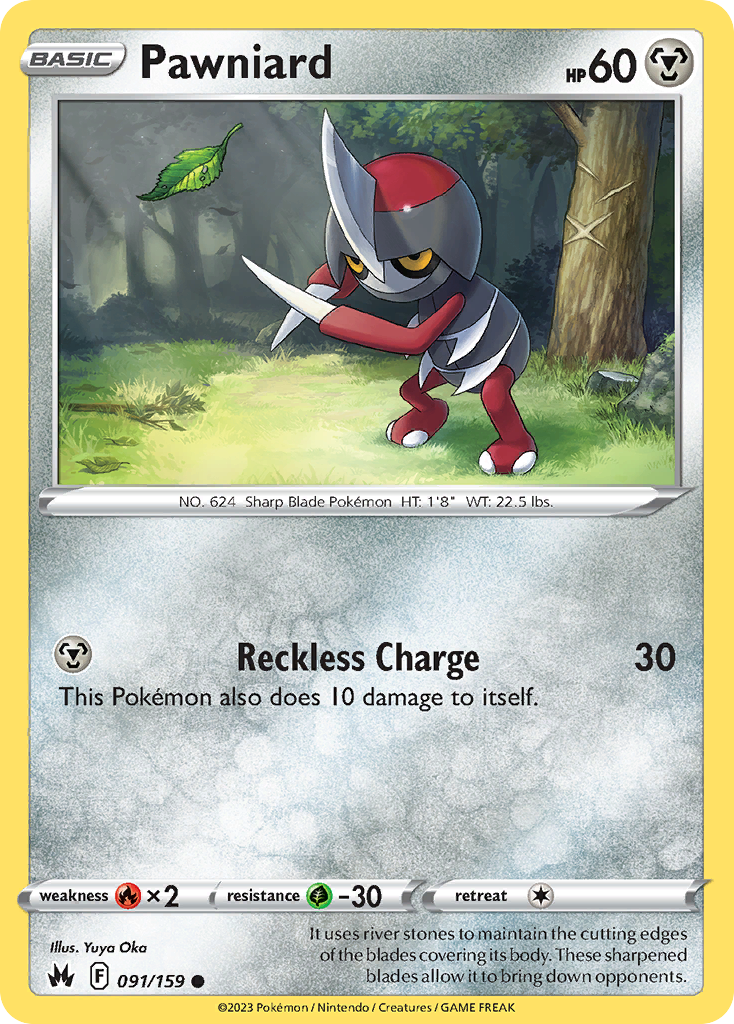 BASIC Pawniard HP 60
NO. 624 Sharp Blade Pokémon HT: 1'8" WT: 22.5 lbs.
Reckless Charge 30
This Pokémon also does 10 damage to itself.
weakness ×2 resistance -30 retreat
Illus. Yuya Oka
It uses river stones to maintain the cutting edges
of the blades covering its body. These sharpened
blades allow it to bring down opponents.
F 091/159
©2023 Pokémon / Nintendo / Creatures / GAME FREAK